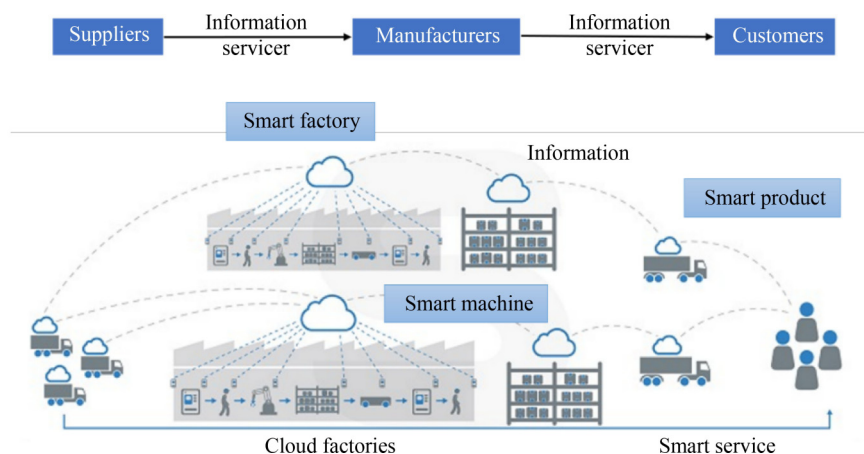 Suppliers
Information
servicer
Manufacturers
Information
servicer
Customers
Smart factory
Information
Smart product
Smart machine
Cloud factories
Smart service